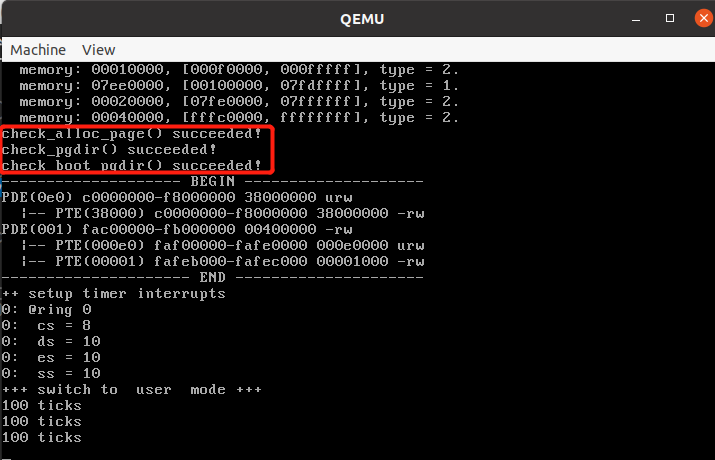 QEMU
Machine View
memory: 00010000, [000f0000, 000fffff], type = 2.
memory: 07ee0000, [00100000, 07fdffff], type = 1.
memory: 00020000, [07fe0000, 07ffffff], type = 2.
memory: 00040000, [fffc0000, ffffffff], type = 2.
check_alloc_page() succeeded!
check_pgdir() succeeded!
check_boot_pgdir() succeeded!
-------------------- BEGIN --------------------
PDE(0e0) c0000000-f8000000 38000000 urw
  |-- PTE(38000) c0000000-f8000000 38000000 -rw
PDE(001) fac00000-fb000000 00400000 -rw
  |-- PTE(000e0) faf00000-fafe0000 000e0000 urw
  |-- PTE(00001) fafeb000-fafec000 00001000 -rw
--------------------- END ---------------------
++ setup timer interrupts
0: @ring 0
0:  cs = 8
0:  ds = 10
0:  es = 10
0:  ss = 10
+++ switch to  user  mode +++
100 ticks
100 ticks
100 ticks